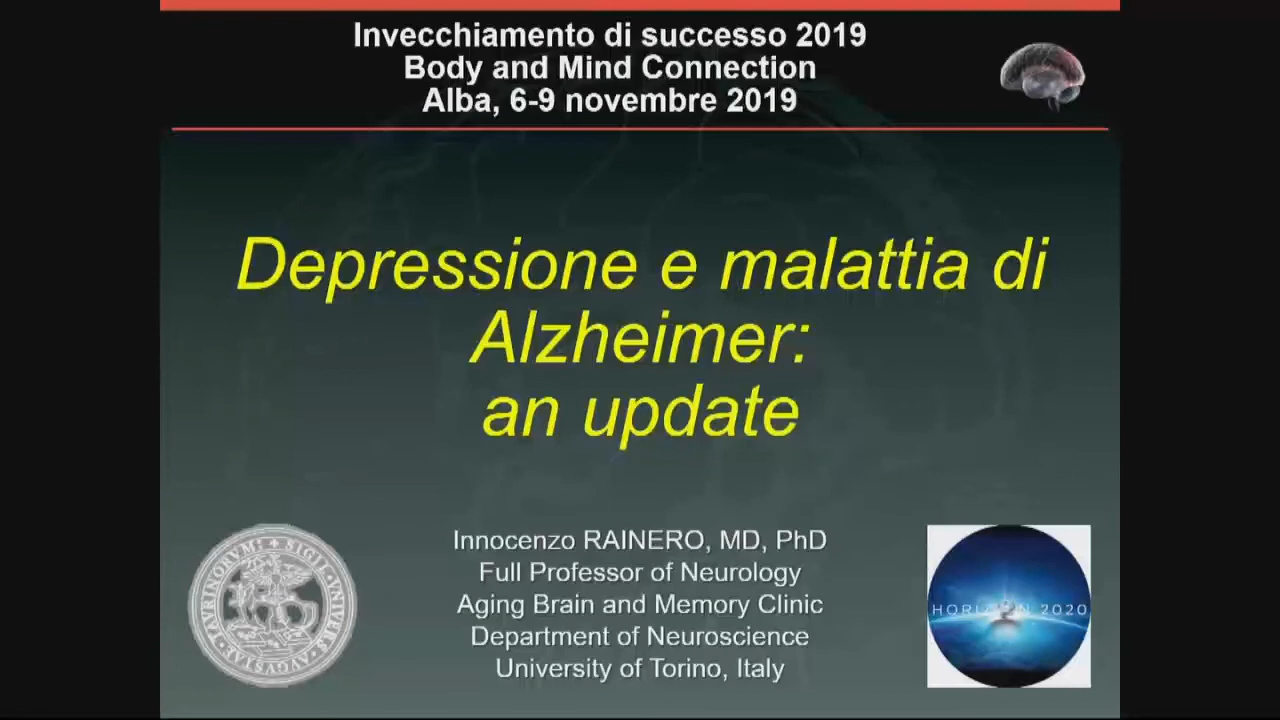 Invecchiamento di successo 2019
Body and Mind Connection
Alba, 6-9 novembre 2019
Depressione e malattia di
Alzheimer:
an update
Innocenzo RAINERO, MD, PhD
Full Professor of Neurology
Aging Brain and Memory Clinic
Department of Neuroscience
University of Torino, Italy
HORIZON 2020